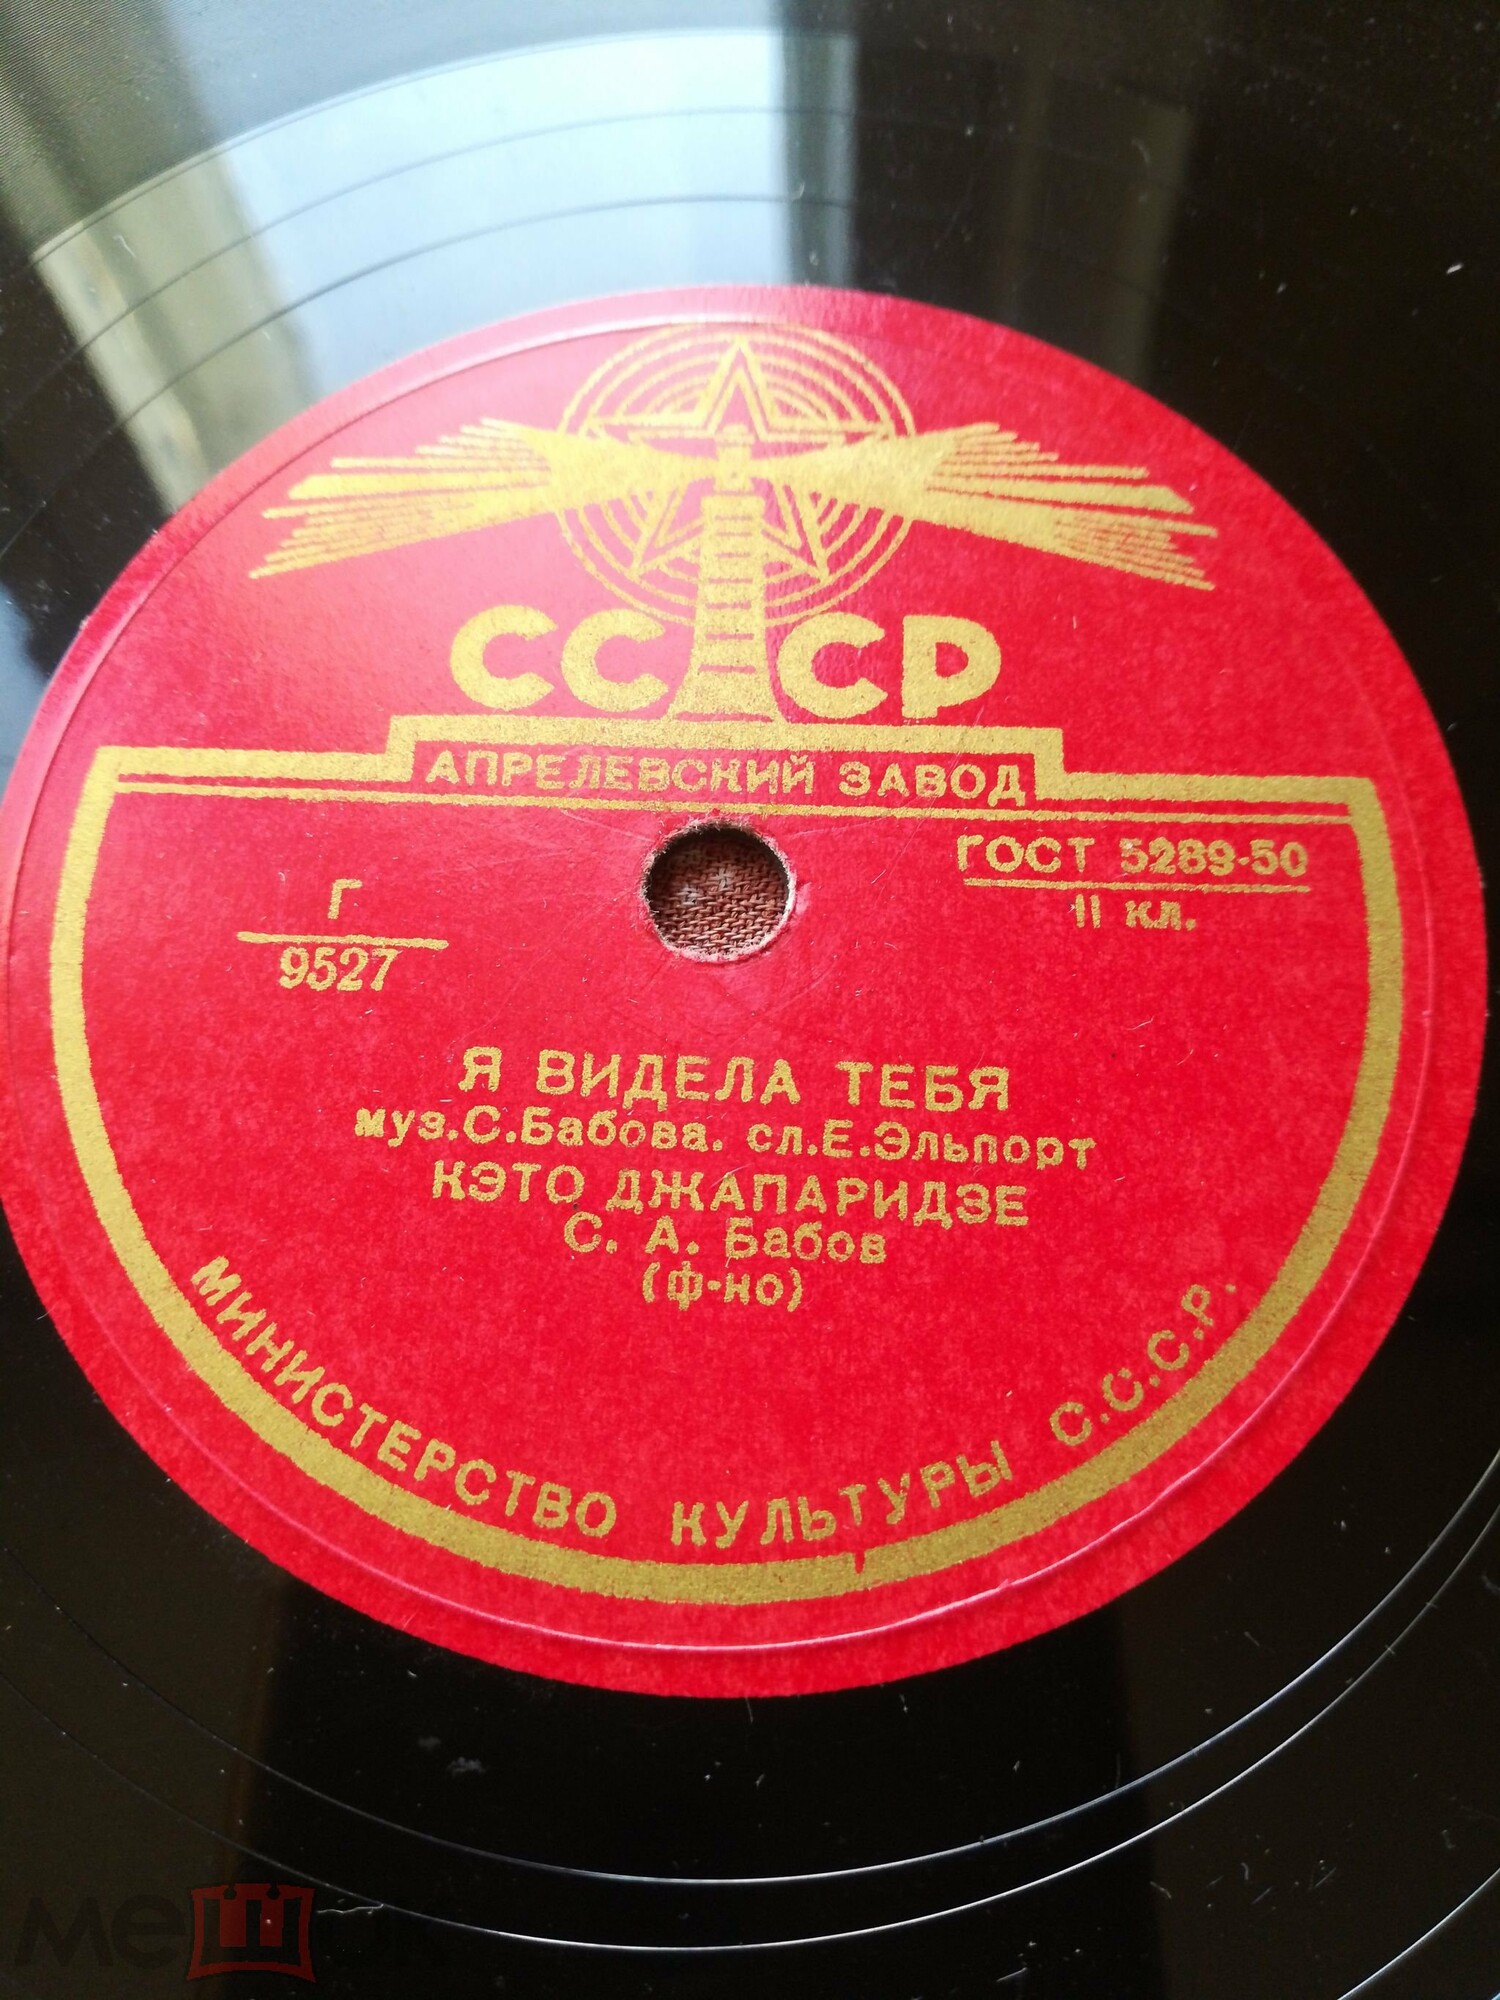 СССР
АПРЕЛЕВСКИЙ ЗАВОД
ГОСТ 5289-50
II кл.
Г
9527
Я ВИДЕЛА ТЕБЯ
муз.С.Бабова. сл.Е.Эльпорт
КЭТО ДЖАПАРИДЗЕ
С. А. Бабов
(ф-но)
МИНИСТЕРСТВО КУЛЬТУРЫ С.С.С.Р.
мешок